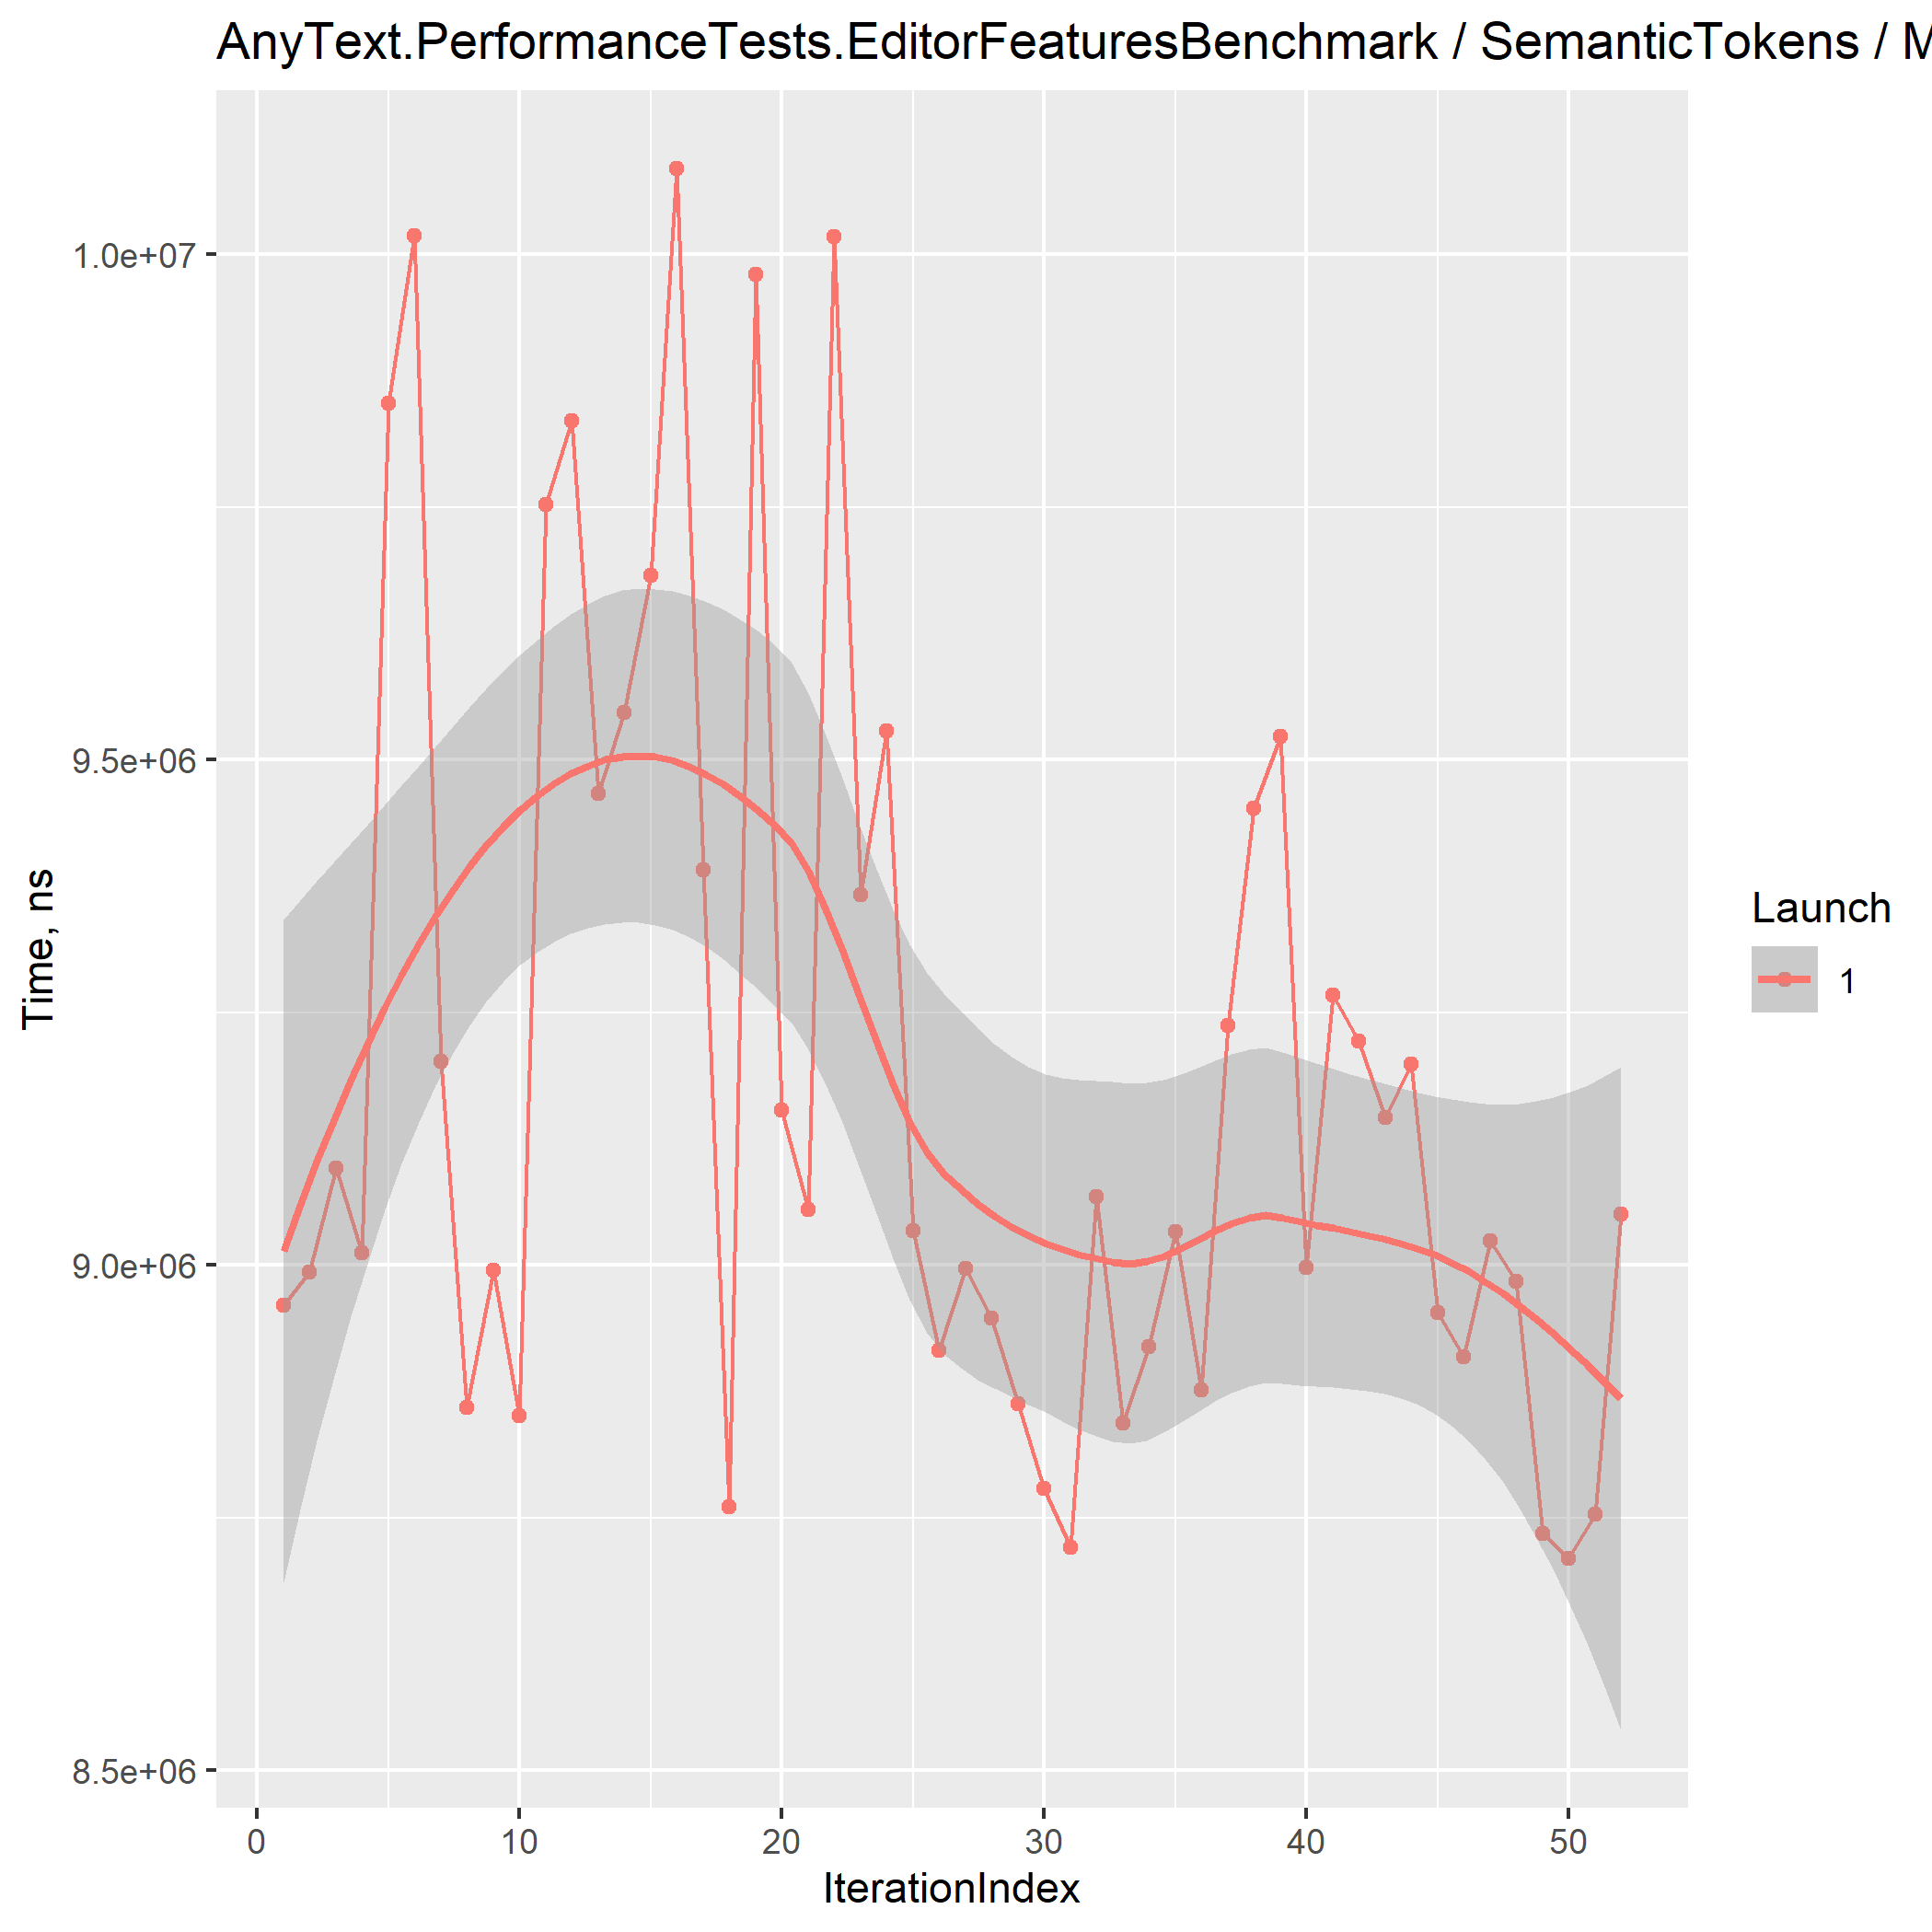 AnyText.PerformanceTests.EditorFeaturesBenchmark / SemanticTokens /
1.0e+07
9.5e+06
9.0e+06
8.5e+06
Time, ns
0 10 20 30 40 50
IterationIndex
Launch
1